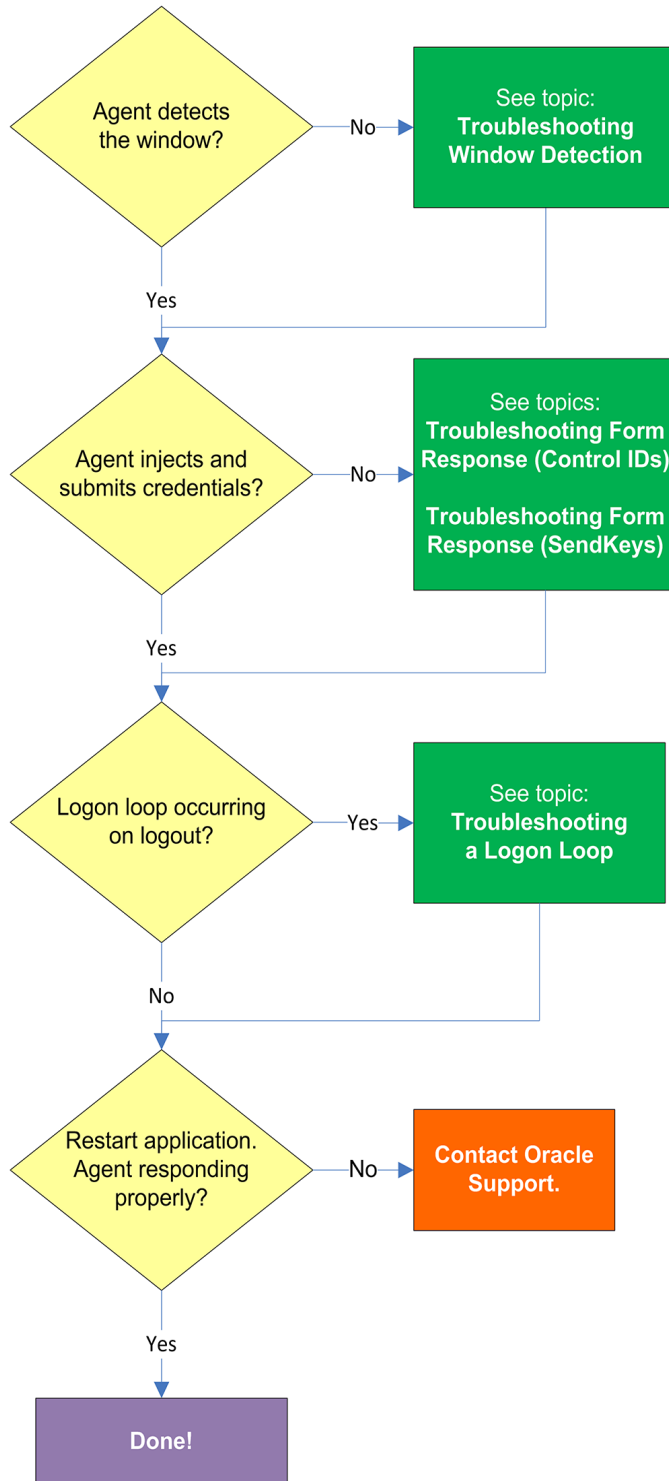 Agent detects
the window?
No
See topic:
Troubleshooting
Window Detection
Yes
Agent injects and
submits credentials?
No
See topics:
Troubleshooting Form
Response (Control IDs)
Troubleshooting Form
Response (SendKeys)
Yes
Logon loop occurring
on logout?
Yes
See topic:
Troubleshooting
a Logon Loop
No
Restart application.
Agent responding
properly?
No
Contact Oracle
Support.
Yes
Done!